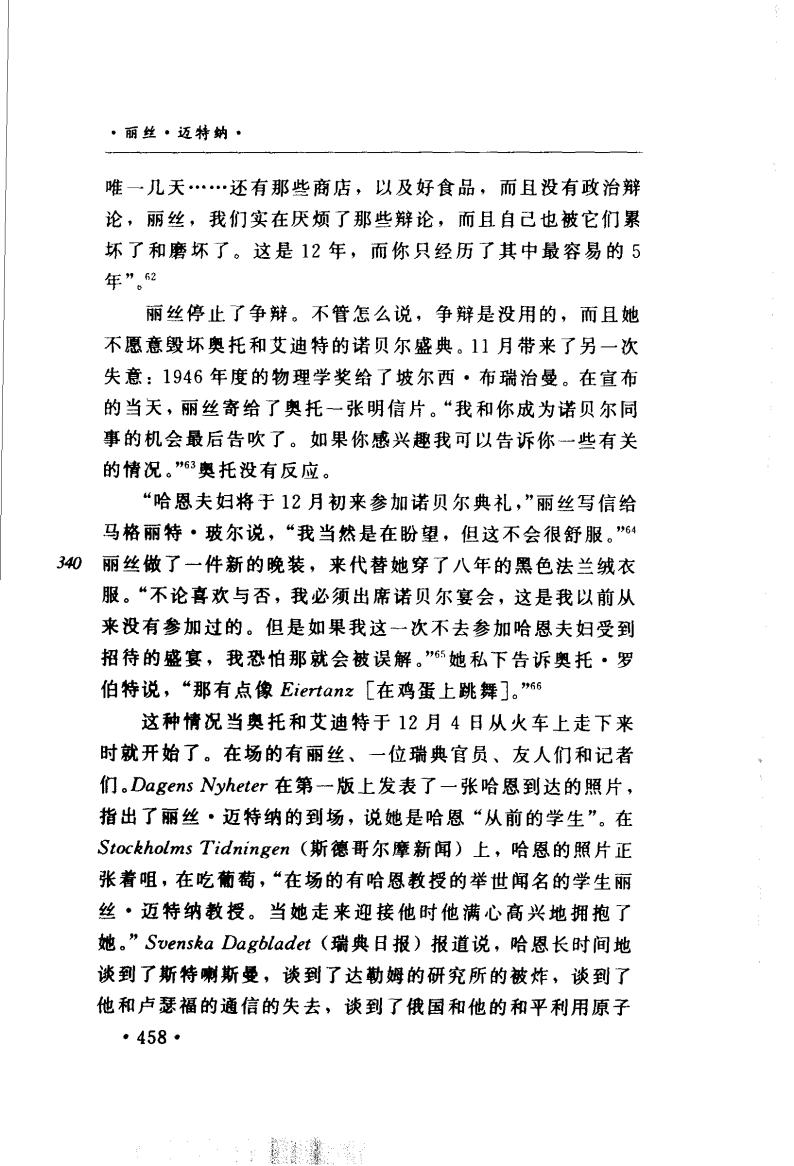 ·丽丝·迈特纳·
唯一几天……还有那些商店，以及好食品，而且没有政治辩
论，丽丝，我们实在厌烦了那些辩论，而且自己也被它们累
坏了和磨坏了。这是 12 年，而你只经历了其中最容易的 5
年”。62
丽丝停止了争辩。不管怎么说，争辩是没用的，而且她
不愿意毁坏奥托和艾迪特的诺贝尔盛典。11 月带来了另一次
失意：1946 年度的物理学奖给了坡尔西·布瑞治曼。在宣布
的当天，丽丝寄给了奥托一张明信片。“我和你成为诺贝尔同
事的机会最后告吹了。如果你感兴趣我可以告诉你一些有关
的情况。”63奥托没有反应。
“哈恩夫妇将于 12 月初来参加诺贝尔典礼，”丽丝写信给
马格丽特·玻尔说，“我当然是在盼望，但这不会很舒服。”64
340 丽丝做了一件新的晚装，来代替她穿了八年的黑色法兰绒衣
服。“不论喜欢与否，我必须出席诺贝尔宴会，这是我以前从
来没有参加过的。但是如果我这一次不去参加哈恩夫妇受到
招待的盛宴，我恐怕那就会被误解。”65她私下告诉奥托·罗
伯特说，“那有点像 Eiertanz［在鸡蛋上跳舞］。”66
这种情况当奥托和艾迪特于 12 月 4 日从火车上走下来
时就开始了。在场的有丽丝、一位瑞典官员、友人们和记者
们。Dagens Nyheter 在第一版上发表了一张哈恩到达的照片，
指出了丽丝·迈特纳的到场，说她是哈恩“从前的学生”。在
Stockholms Tidningen（斯德哥尔摩新闻）上，哈恩的照片正
张着咀，在吃葡萄，“在场的有哈恩教授的举世闻名的学生丽
丝·迈特纳教授。当她走来迎接他时他满心高兴地拥抱了
她。” Svenska Dagbladet（瑞典日报）报道说，哈恩长时间地
谈到了斯特喇斯曼，谈到了达勒姆的研究所的被炸，谈到了
他和卢瑟福的通信的失去，谈到了俄国和他的和平利用原子
·458·